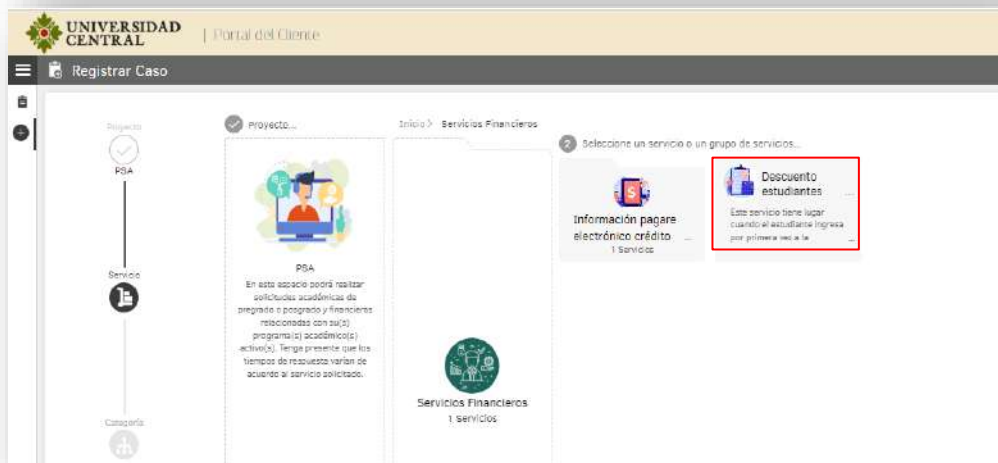 UNIVERSIDAD
CENTRAL
Portal del Cliente
Registrar Caso
Proyecto
PSA
Servicio
Categoría
Proyecto...
PSA
En este espacio podrá realizar
solicitudes académicas de
pregrado o posgrado y financieras
relacionadas con su(s)
programa(s) académico(s)
activo(s). Tenga presente que los
tiempos de respuesta varían de
acuerdo al servicio solicitado.
Inicio > Servicios Financieros
Servicios Financieros
1 Servicios
2 Seleccione un servicio o un grupo de servicios...
Información pagare
electrónico crédito ...
1 Servicios
Descuento
estudiantes ...
Este servicio tiene lugar
cuando el estudiante ingresa
por primera vez a la ...